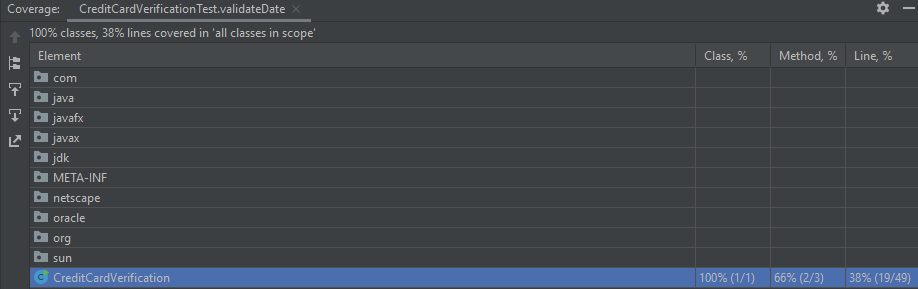 Coverage: CreditCardVerificationTest.validateDate ×
100% classes, 38% lines covered in 'all classes in scope'
Element Class, % Method, % Line, %
com
java
javafx
javax
jdk
META-INF
netscape
oracle
org
sun
CreditCardVerification 100% (1/1) 66% (2/3) 38% (19/49)